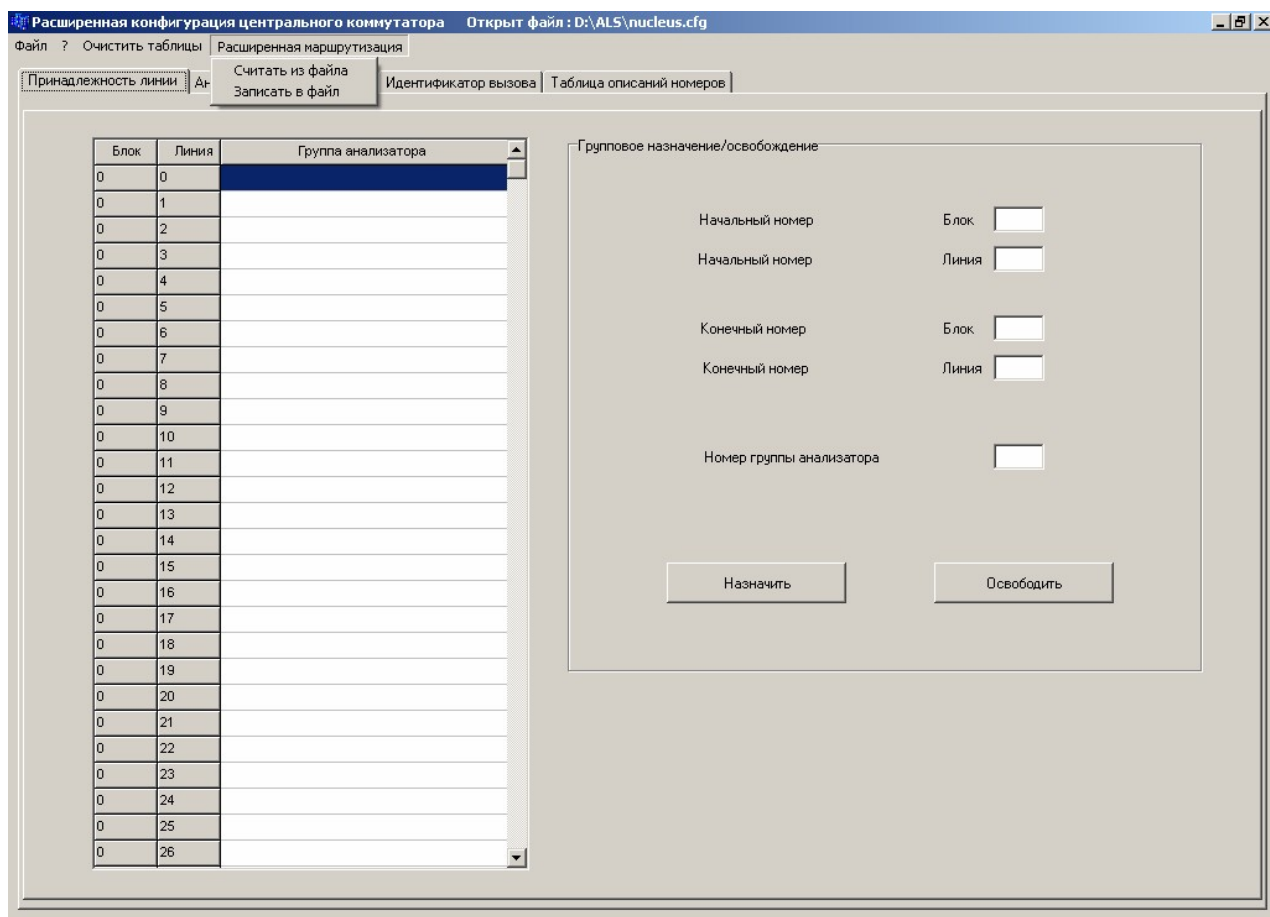 Расширенная конфигурация центрального коммутатора Открыт файл : D:\ALS\nucleus.cfg
Файл ? Очистить таблицы Расширенная маршрутизация
Считать из файла
Записать в файл
Принадлежность линии Идентификатор вызова Таблица описаний номеров
Блок Линия Группа анализатора
0 0
0 1
0 2
0 3
0 4
0 5
0 6
0 7
0 8
0 9
0 10
0 11
0 12
0 13
0 14
0 15
0 16
0 17
0 18
0 19
0 20
0 21
0 22
0 23
0 24
0 25
0 26
Групповое назначение/освобождение
Начальный номер Блок
Начальный номер Линия
Конечный номер Блок
Конечный номер Линия
Номер группы анализатора
Назначить Освободить